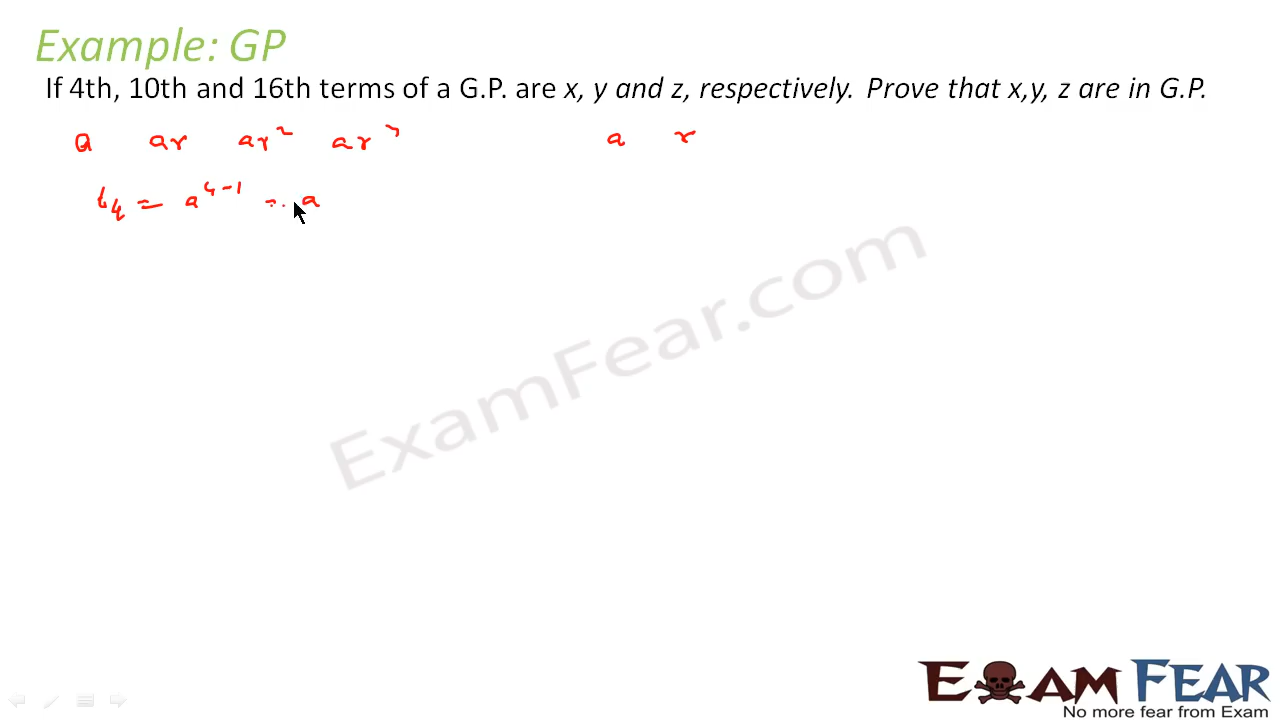 Example: GP
If 4th, 10th and 16th terms of a G.P. are x, y and z, respectively. Prove that x,y, z are in G.P.
a ar ar² ar³ a r
t₄ = a⁴⁻¹ = a
ExamFear.com
EXAM FEAR
No more fear from Exam